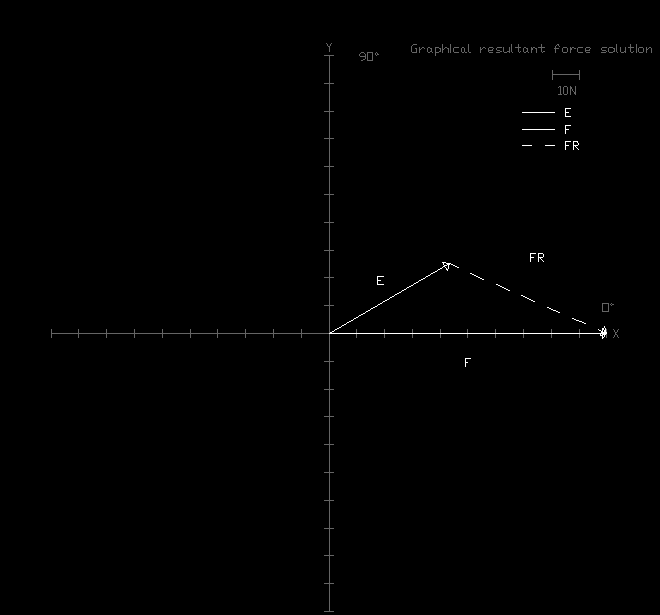 Y
90°
Graphical resultant force solution
10N
E
F
FR
FR
E
0°
X
F